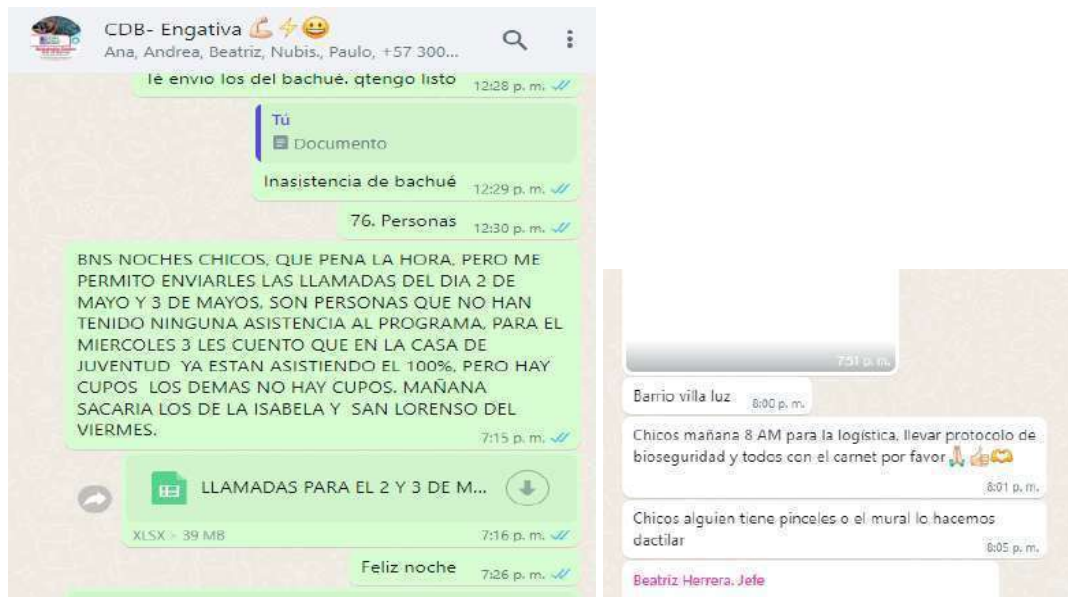 CDB- Engativa 💪⚡😀
Ana, Andrea, Beatriz, Nubis., Paulo, +57 300...
le envio los del bachué. qtengo listo 12:28 p. m.
Tú
Documento
Inasistencia de bachué 12:29 p. m.
76. Personas 12:30 p. m.
BNS NOCHES CHICOS, QUE PENA LA HORA, PERO ME
PERMITO ENVIARLES LAS LLAMADAS DEL DIA 2 DE
MAYO Y 3 DE MAYOS, SON PERSONAS QUE NO HAN
TENIDO NINGUNA ASISTENCIA AL PROGRAMA, PARA EL
MIERCOLES 3 LES CUENTO QUE EN LA CASA DE
JUVENTUD YA ESTAN ASISTIENDO EL 100%, PERO HAY
CUPOS LOS DEMAS NO HAY CUPOS. MAÑANA
SACARIA LOS DE LA ISABELA Y SAN LORENSO DEL
VIERMES.
7:15 p. m.
LLAMADAS PARA EL 2 Y 3 DE M...
XLSX · 39 MB 7:16 p. m.
Feliz noche 7:26 p. m.
7:51 p. m.
Barrio villa luz 8:00 p. m.
Chicos mañana 8 AM para la logística, llevar protocolo de
bioseguridad y todos con el carnet por favor🙏🏻👍🏻🫶
8:01 p. m.
Chicos alguien tiene pinceles o el mural lo hacemos
dactilar
8:05 p. m.
Beatriz Herrera. Jefe